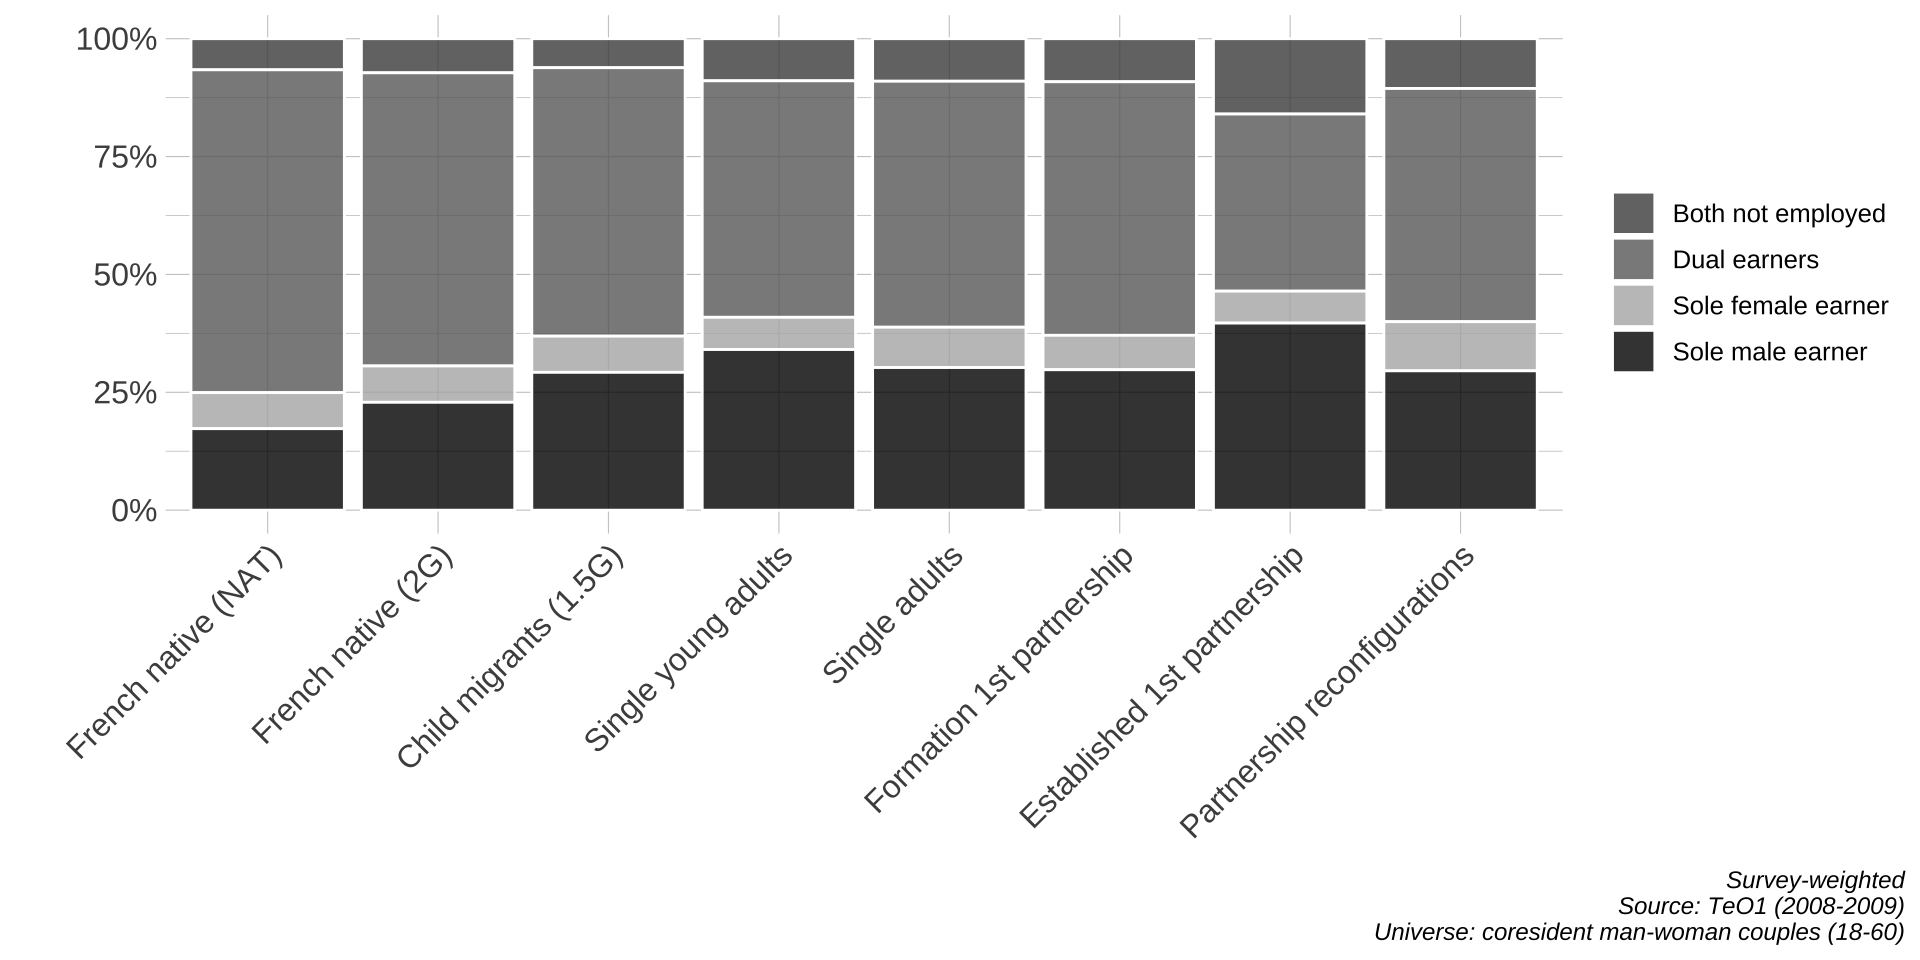 100%
75%
50%
25%
0%
French native (NAT)
French native (2G)
Child migrants (1.5G)
Single young adults
Single adults
Formation 1st partnership
Established 1st partnership
Partnership reconfigurations
Both not employed
Dual earners
Sole female earner
Sole male earner
Survey-weighted
Source: TeO1 (2008-2009)
Universe: coresident man-woman couples (18-60)